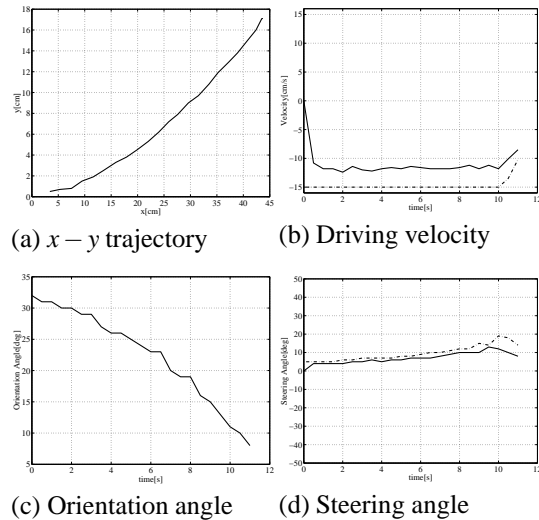 18
16
14
12
10
8
6
4
2
0
y[cm]
0 5 10 15 20 25 30 35 40 45
x[cm]
(a) x − y trajectory
15
10
5
0
−5
−10
−15
Velocity[cm/s]
0 2 4 6 8 10 12
time[s]
(b) Driving velocity
35
30
25
20
15
10
5
Orientation Angle[deg]
0 2 4 6 8 10 12
time[s]
(c) Orientation angle
50
40
30
20
10
0
−10
−20
−30
−40
−50
Steering Angle[deg]
0 2 4 6 8 10 12
time[s]
(d) Steering angle